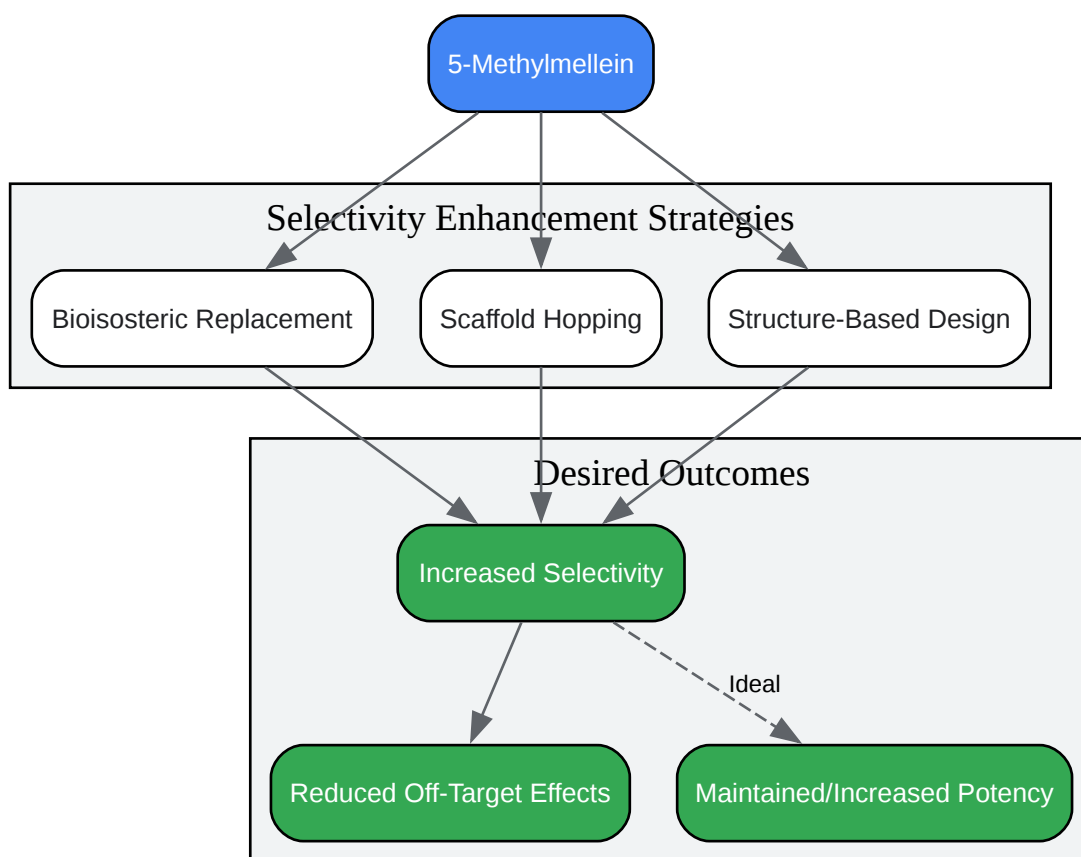 5-Methylmellein
Selectivity Enhancement Strategies
Bioisosteric Replacement
Scaffold Hopping
Structure-Based Design
Desired Outcomes
Increased Selectivity
Ideal
Reduced Off-Target Effects
Maintained/Increased Potency